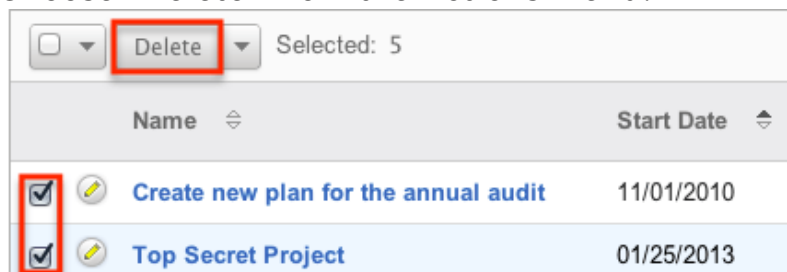 Delete Selected: 5
Name Start Date
Create new plan for the annual audit 11/01/2010
Top Secret Project 01/25/2013